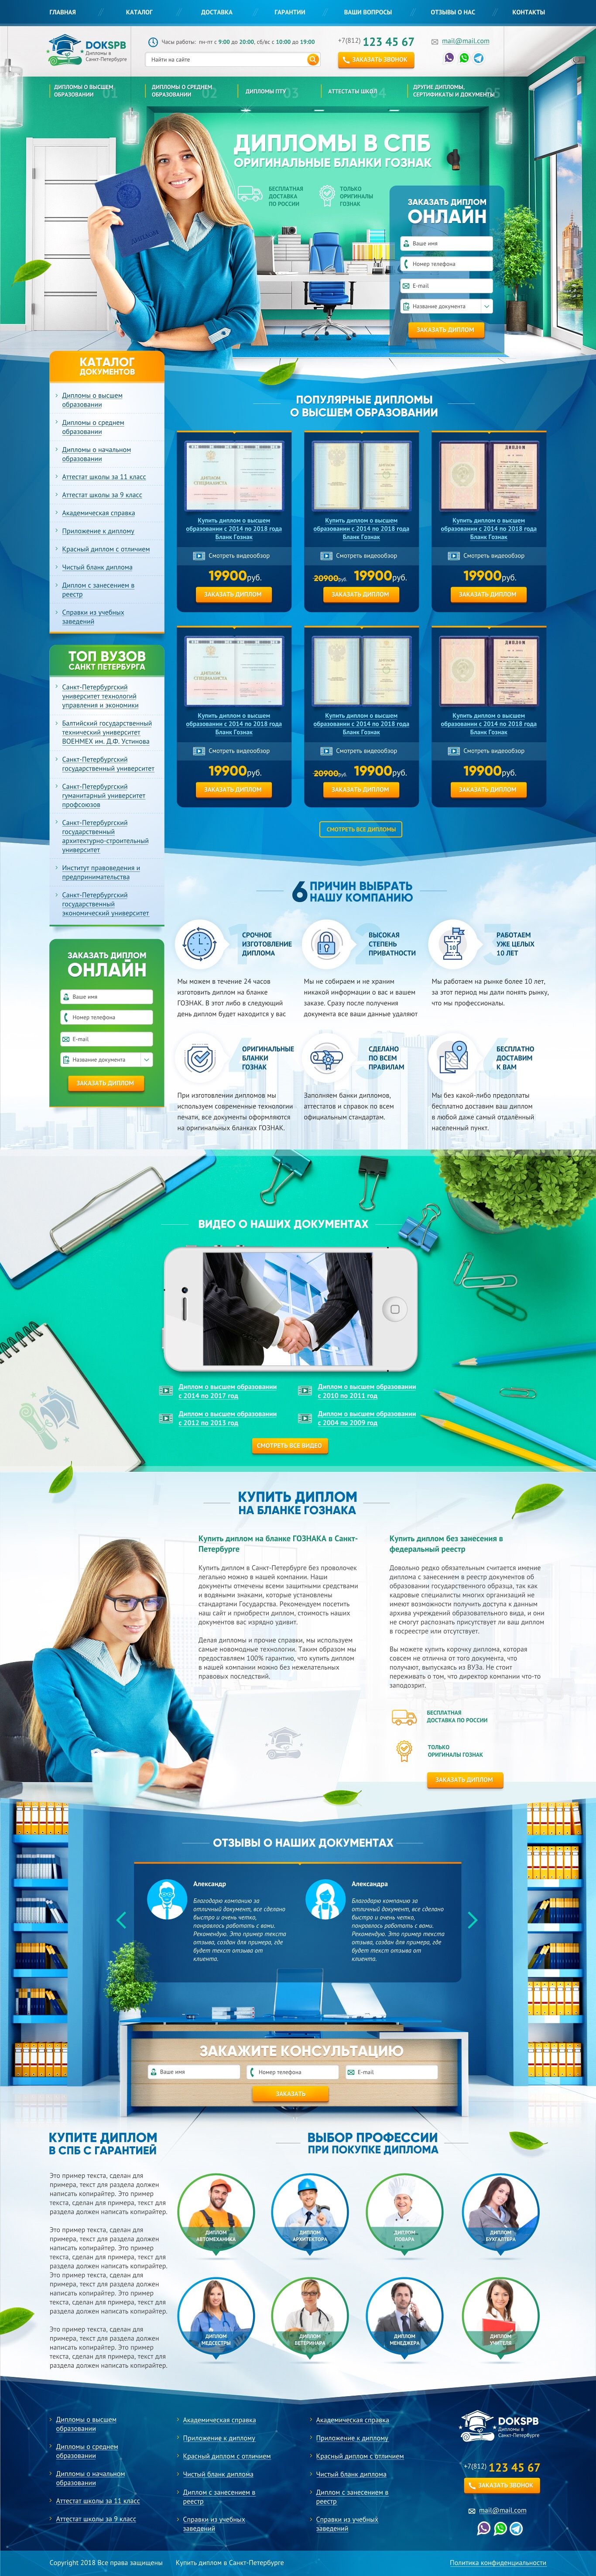 ГЛАВНАЯ // КАТАЛОГ // ДОСТАВКА // ГАРАНТИИ // ВАШИ ВОПРОСЫ // ОТЗЫВЫ О НАС // КОНТАКТЫ
DOKSPB
Дипломы в
Санкт-Петербурге
Часы работы: пн-пт с 9:00 до 20:00, сб/вс с 10:00 до 19:00
Найти на сайте
+7(812) 123 45 67
ЗАКАЗАТЬ ЗВОНОК
mail@mail.com
ДИПЛОМЫ О ВЫСШЕМ
ОБРАЗОВАНИИ 01
ДИПЛОМЫ О СРЕДНЕМ
ОБРАЗОВАНИИ 02
ДИПЛОМЫ ПТУ 03
АТТЕСТАТЫ ШКОЛ 04
ДРУГИЕ ДИПЛОМЫ,
СЕРТИФИКАТЫ И ДОКУМЕНТЫ 05
ДИПЛОМЫ В СПБ
ОРИГИНАЛЬНЫЕ БЛАНКИ ГОЗНАК
БЕСПЛАТНАЯ
ДОСТАВКА
ПО РОССИИ
ТОЛЬКО
ОРИГИНАЛЫ
ГОЗНАК
ДИПЛОМ
ЗАКАЗАТЬ ДИПЛОМ
ОНЛАЙН
Ваше имя
Номер телефона
E-mail
Название документа
ЗАКАЗАТЬ ДИПЛОМ
КАТАЛОГ
ДОКУМЕНТОВ
Дипломы о высшем
образовании
Дипломы о среднем
образовании
Дипломы о начальном
образовании
Аттестат школы за 11 класс
Аттестат школы за 9 класс
Академическая справка
Приложение к диплому
Красный диплом с отличием
Чистый бланк диплома
Диплом с занесением в
реестр
Справки из учебных
заведений
ТОП ВУЗОВ
САНКТ ПЕТЕРБУРГА
Санкт-Петербургский
университет технологий
управления и экономики
Балтийский государственный
технический университет
ВОЕНМЕХ им. Д.Ф. Устинова
Санкт-Петербургский
государственный университет
Санкт-Петербургский
гуманитарный университет
профсоюзов
Санкт-Петербургский
государственный
архитектурно-строительный
университет
Институт правоведения и
предпринимательства
Санкт-Петербургский
государственный
экономический университет
ЗАКАЗАТЬ ДИПЛОМ
ОНЛАЙН
Ваше имя
Номер телефона
E-mail
Название документа
ЗАКАЗАТЬ ДИПЛОМ
ПОПУЛЯРНЫЕ ДИПЛОМЫ
О ВЫСШЕМ ОБРАЗОВАНИИ
Купить диплом о высшем
образовании с 2014 по 2018 года
Бланк Гознак
Смотреть видеообзор
19900руб.
ЗАКАЗАТЬ ДИПЛОМ
Купить диплом о высшем
образовании с 2014 по 2018 года
Бланк Гознак
Смотреть видеообзор
20900руб. 19900руб.
ЗАКАЗАТЬ ДИПЛОМ
ДИПЛОМ
Купить диплом о высшем
образовании с 2014 по 2018 года
Бланк Гознак
Смотреть видеообзор
19900руб.
ЗАКАЗАТЬ ДИПЛОМ
Купить диплом о высшем
образовании с 2014 по 2018 года
Бланк Гознак
Смотреть видеообзор
19900руб.
ЗАКАЗАТЬ ДИПЛОМ
Купить диплом о высшем
образовании с 2014 по 2018 года
Бланк Гознак
Смотреть видеообзор
20900руб. 19900руб.
ЗАКАЗАТЬ ДИПЛОМ
ДИПЛОМ
Купить диплом о высшем
образовании с 2014 по 2018 года
Бланк Гознак
Смотреть видеообзор
19900руб.
ЗАКАЗАТЬ ДИПЛОМ
СМОТРЕТЬ ВСЕ ДИПЛОМЫ
6 ПРИЧИН ВЫБРАТЬ
НАШУ КОМПАНИЮ
СРОЧНОЕ
ИЗГОТОВЛЕНИЕ
ДИПЛОМА
Мы можем в течение 24 часов
изготовить диплом на бланке
ГОЗНАК. В этот либо в следующий
день диплом будет находится у вас
ВЫСОКАЯ
СТЕПЕНЬ
ПРИВАТНОСТИ
Мы не собираем и не храним
никакой информации о вас и вашем
заказе. Сразу после получения
документа все ваши данные удаляют
РАБОТАЕМ
УЖЕ ЦЕЛЫХ
10 ЛЕТ
Мы работаем на рынке более 10 лет,
за этот период мы дали понять рынку,
что мы профессионалы.
ОРИГИНАЛЬНЫЕ
БЛАНКИ
ГОЗНАК
При изготовлении дипломов мы
используем современные технологии
печати, все документы оформляются
на оригинальных бланках ГОЗНАК.
СДЕЛАНО
ПО ВСЕМ
ПРАВИЛАМ
Заполняем банки дипломов,
аттестатов и справок по всем
официальным стандартам.
БЕСПЛАТНО
ДОСТАВИМ
К ВАМ
Мы без какой-либо предоплаты
бесплатно доставим ваш диплом
в любой даже самый отдалённый
населенный пункт.
ВИДЕО О НАШИХ ДОКУМЕНТАХ
Диплом о высшем образовании
с 2014 по 2017 год
Диплом о высшем образовании
с 2010 по 2011 год
Диплом о высшем образовании
с 2012 по 2013 год
Диплом о высшем образовании
с 2004 по 2009 год
СМОТРЕТЬ ВСЕ ВИДЕО
КУПИТЬ ДИПЛОМ
НА БЛАНКЕ ГОЗНАКА
Купить диплом на бланке ГОЗНАКА в Санкт-
Петербурге
Купить дилом в Санкт-Петербурге без проволочек
легально можно в нашей компании. Наши
документы отмечены всеми защитными средствами
и водяными знаками, которые установлены
стандартами Государства. Рекомендуем посетить
наш сайт и приобрести диплом, стоимость наших
документов вас изрядно удивит.
Делая дипломы и прочие справки, мы используем
самые новомодные технологии. Таким образом мы
предоставляем 100% гарантию, что купить диплом
в нашей компании можно без нежелательных
правовых последствий.
Купить диплом без занесения в
федеральный реестр
Довольно редко обязательным считается имение
диплома с занесением в реестр документов об
образовании государственного образца, так как
кадровые специалисты многих организаций не
имеют возможности получить доступа к данным
архива учреждений образовательного вида, и они
не смогут распознать присутствует ли ваш диплом
в госреестре или отсутствует.
Вы можете купить корочку диплома, которая
совсем не отлична от того документа, что
получают, выпускаясь из ВУЗа. Не стоит
переживать о том, что директор компании что-то
заподозрит.
БЕСПЛАТНАЯ
ДОСТАВКА ПО РОССИИ
ТОЛЬКО
ОРИГИНАЛЫ ГОЗНАК
ЗАКАЗАТЬ ДИПЛОМ
ОТЗЫВЫ О НАШИХ ДОКУМЕНТАХ
Александр
Благодарю компанию за
отличный документ, все сделано
быстро и очень четко,
понравилось работать с вами.
Рекомендую. Это пример текста
отзыва, создан для примера, где
будет текст отзыва от
клиента.
Александра
Благодарю компанию за
отличный документ, все сделано
быстро и очень четко,
понравилось работать с вами.
Рекомендую. Это пример текста
отзыва, создан для примера, где
будет текст отзыва от
клиента.
ЗАКАЖИТЕ КОНСУЛЬТАЦИЮ
Ваше имя
Номер телефона
E-mail
ЗАКАЗАТЬ
КУПИТЕ ДИПЛОМ
В СПБ С ГАРАНТИЕЙ
Это пример текста, сделан для
примера, текст для раздела должен
написать копирайтер. Это пример
текста, сделан для примера, текст для
раздела должен написать копирайтер.
Это пример текста, сделан для
примера, текст для раздела должен
написать копирайтер. Это пример
текста, сделан для примера, текст для
раздела должен написать копирайтер.
Это пример текста, сделан для
примера, текст для раздела должен
написать копирайтер. Это пример
текста, сделан для примера, текст для
раздела должен написать копирайтер.
Это пример текста, сделан для
примера, текст для раздела должен
написать копирайтер. Это пример
текста, сделан для примера, текст для
раздела должен написать копирайтер.
ВЫБОР ПРОФЕССИИ
ПРИ ПОКУПКЕ ДИПЛОМА
ДИПЛОМ
АВТОМЕХАНИКА
ДИПЛОМ
АРХИТЕКТОРА
ДИПЛОМ
ПОВАРА
ДИПЛОМ
БУХГАЛТЕРА
ДИПЛОМ
МЕДСЕСТРЫ
ДИПЛОМ
ВЕТЕРИНАРА
ДИПЛОМ
МЕНЕДЖЕРА
ДИПЛОМ
УЧИТЕЛЯ
Дипломы о высшем
образовании
Дипломы о среднем
образовании
Дипломы о начальном
образовании
Аттестат школы за 11 класс
Аттестат школы за 9 класс
Академическая справка
Приложение к диплому
Красный диплом с отличием
Чистый бланк диплома
Диплом с занесением в
реестр
Справки из учебных
заведений
Академическая справка
Приложение к диплому
Красный диплом с отличием
Чистый бланк диплома
Диплом с занесением в
реестр
Справки из учебных
заведений
DOKSPB
Дипломы в
Санкт-Петербурге
+7(812) 123 45 67
ЗАКАЗАТЬ ЗВОНОК
mail@mail.com
Copyright 2018 Все права защищены
Купить диплом в Санкт-Петербурге
Политика конфиденциальности